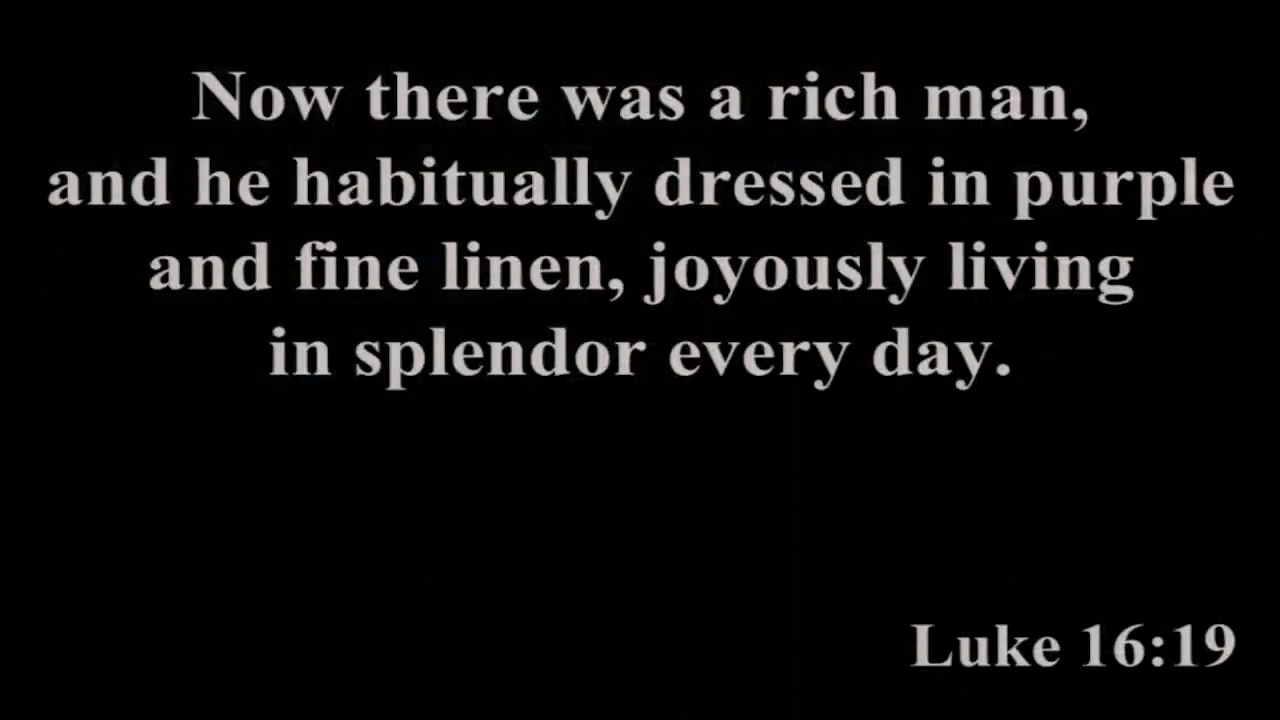 Now there was a rich man,
and he habitually dressed in purple
and fine linen, joyously living
in splendor every day.
Luke 16:19